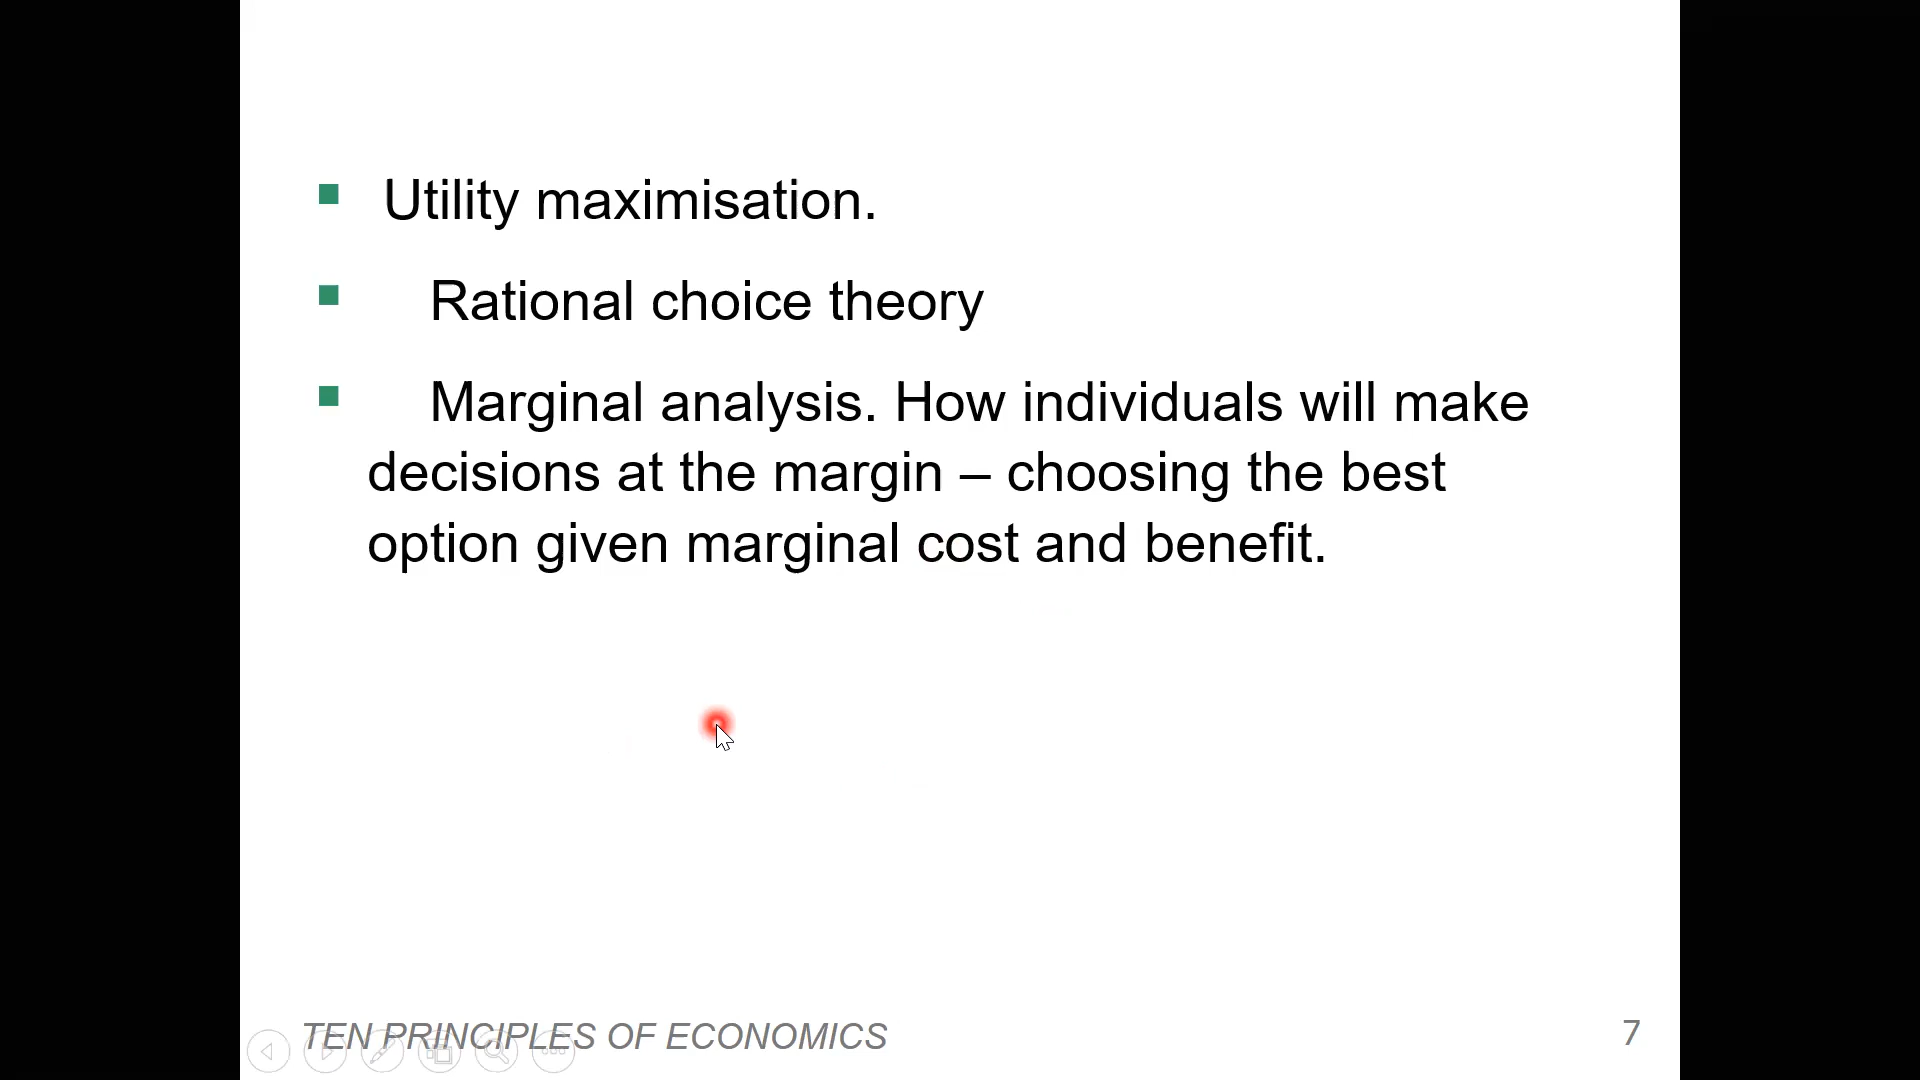 Utility maximisation.
Rational choice theory
Marginal analysis. How individuals will make
decisions at the margin – choosing the best
option given marginal cost and benefit.
TEN PRINCIPLES OF ECONOMICS
7